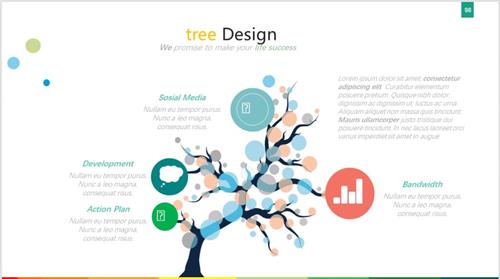 98
tree Design
We promise to make your life success
Social Media
Nullam eu tempor purus.
Nunc a leo magna,
consequat risus.
Lorem ipsum dolor sit amet, consectetur
adipiscing elit. Curabitur elementum
posuere pretium. Quisque nibh dolor,
dignissim ac dignissim ut, luctus ac urna.
Aliquam aliquet non massa quis tincidunt.
Mauris ullamcorper justo tristique dui
posuere tincidunt. In nec lacus laoreet orci
varius imperdiet sit amet in augue
Development
Nullam eu tempor purus.
Nunc a leo magna,
consequat risus.
Action Plan
Nullam eu tempor purus.
Nunc a leo magna,
consequat risus.
Bandwidth
Nullam eu tempor purus.
Nunc a leo magna,
consequat risus.